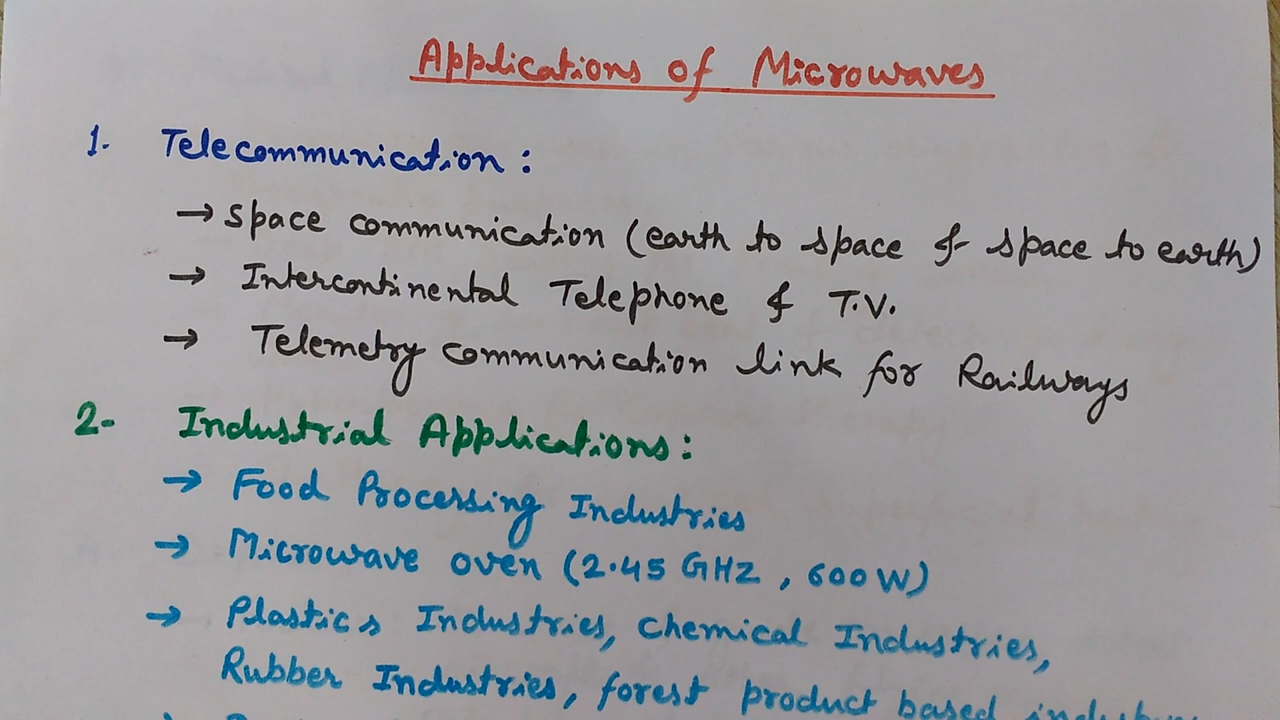 Applications of Microwaves
1. Telecommunication:
→ Space communication (earth to space & space to earth)
→ Intercontinental Telephone & T.V.
→ Telemetry communication link for Railways
2- Industrial Applications:
→ Food Processing Industries
→ Microwave oven (2.45 GHZ, 600 W)
→ Plastics Industries, Chemical Industries,
Rubber Industries, forest product based